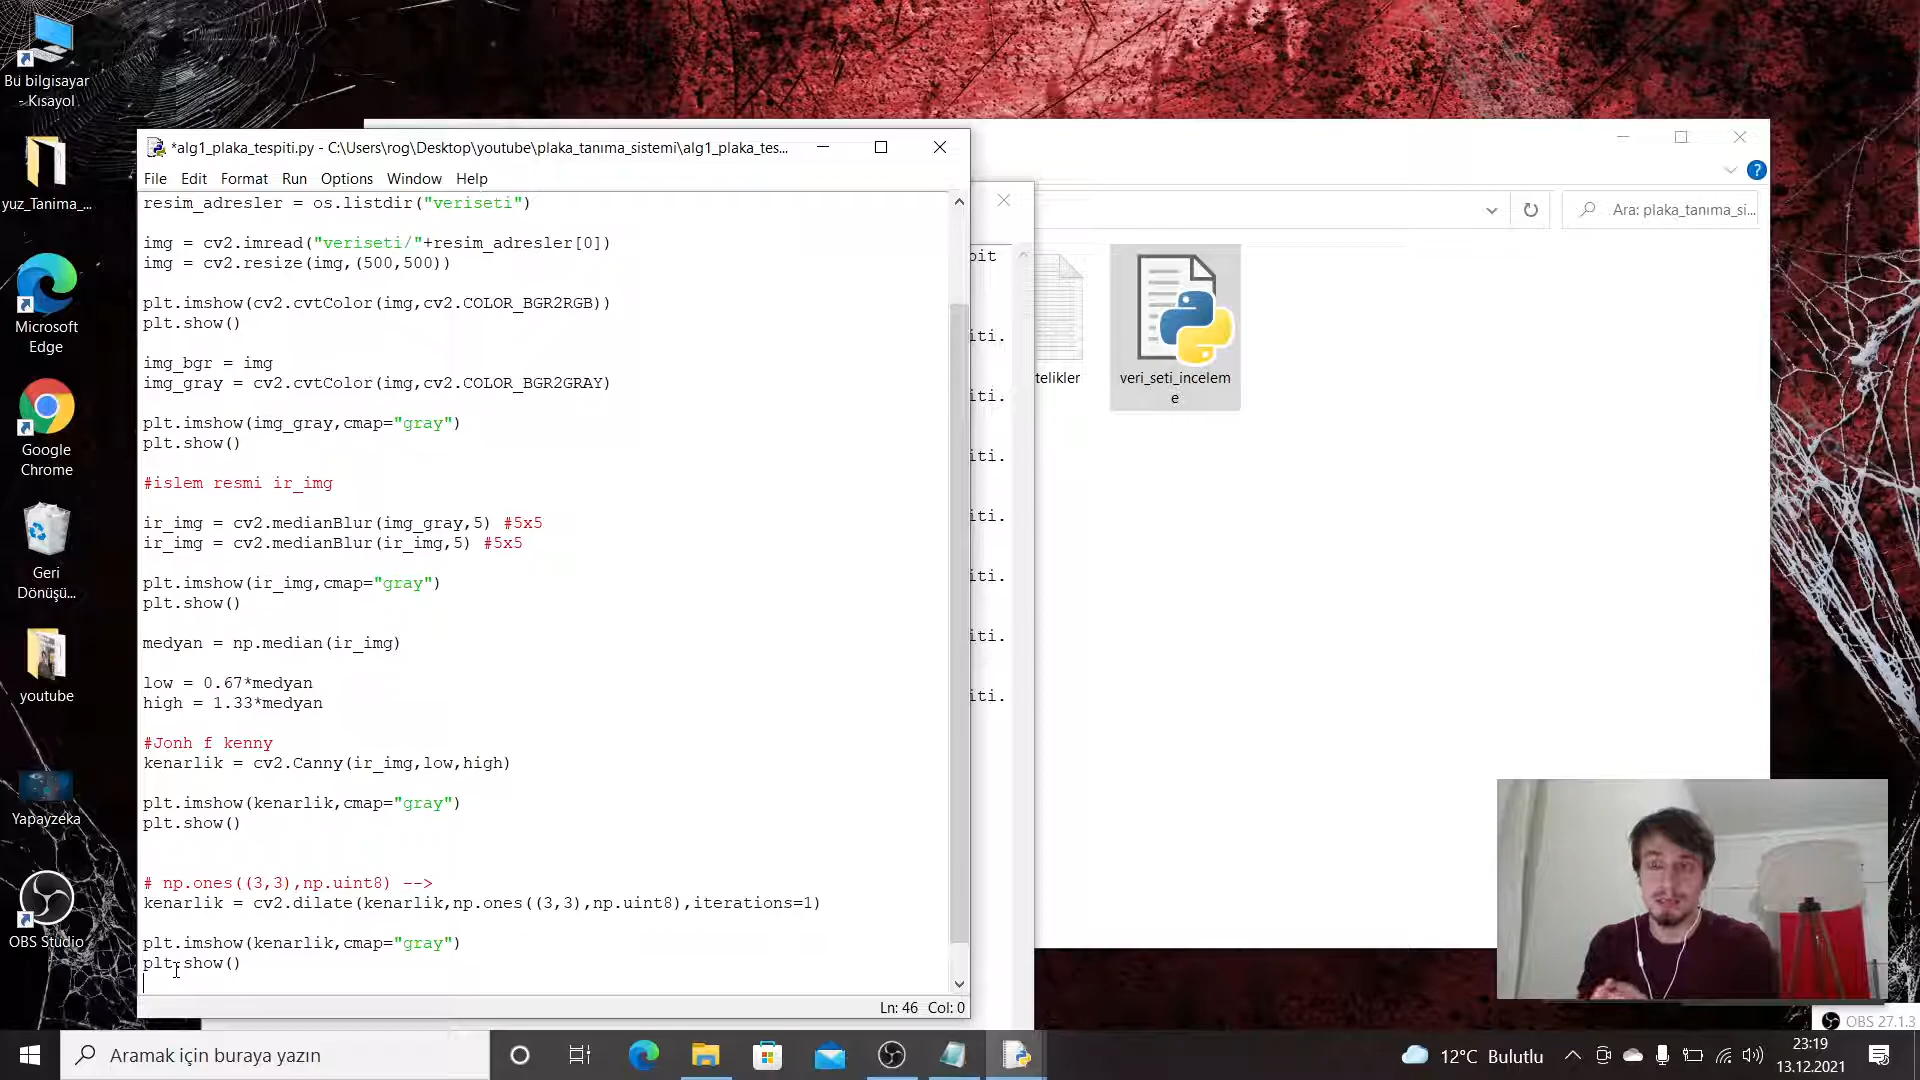 Bu bilgisayar
- Kısayol
yuz_Tanima_...
Microsoft
Edge
Google
Chrome
Geri
Dönüşü...
youtube
Yapayzeka
OBS Studio
*alg1_plaka_tespiti.py - C:\Users\rog\Desktop\youtube\plaka_tanıma_sistemi\alg1_plaka_tes...
File Edit Format Run Options Window Help
resim_adresler = os.listdir("veriseti")
img = cv2.imread("veriseti/"+resim_adresler[0])
img = cv2.resize(img,(500,500))
plt.imshow(cv2.cvtColor(img,cv2.COLOR_BGR2RGB))
plt.show()
img_bgr = img
img_gray = cv2.cvtColor(img,cv2.COLOR_BGR2GRAY)
plt.imshow(img_gray,cmap="gray")
plt.show()
#islem resmi ir_img
ir_img = cv2.medianBlur(img_gray,5) #5x5
ir_img = cv2.medianBlur(ir_img,5) #5x5
plt.imshow(ir_img,cmap="gray")
plt.show()
medyan = np.median(ir_img)
low = 0.67*medyan
high = 1.33*medyan
#Jonh f kenny
kenarlik = cv2.Canny(ir_img,low,high)
plt.imshow(kenarlik,cmap="gray")
plt.show()
# np.ones((3,3),np.uint8) -->
kenarlik = cv2.dilate(kenarlik,np.ones((3,3),np.uint8),iterations=1)
plt.imshow(kenarlik,cmap="gray")
plt.show()
Ln: 46 Col: 0
bit
iti.
iti.
iti.
iti.
iti.
iti.
iti.
Ara: plaka_tanıma_si...
telikler
veri_seti_incelem
e
OBS 27.1.3
Aramak için buraya yazın
12°C Bulutlu
23:19
13.12.2021